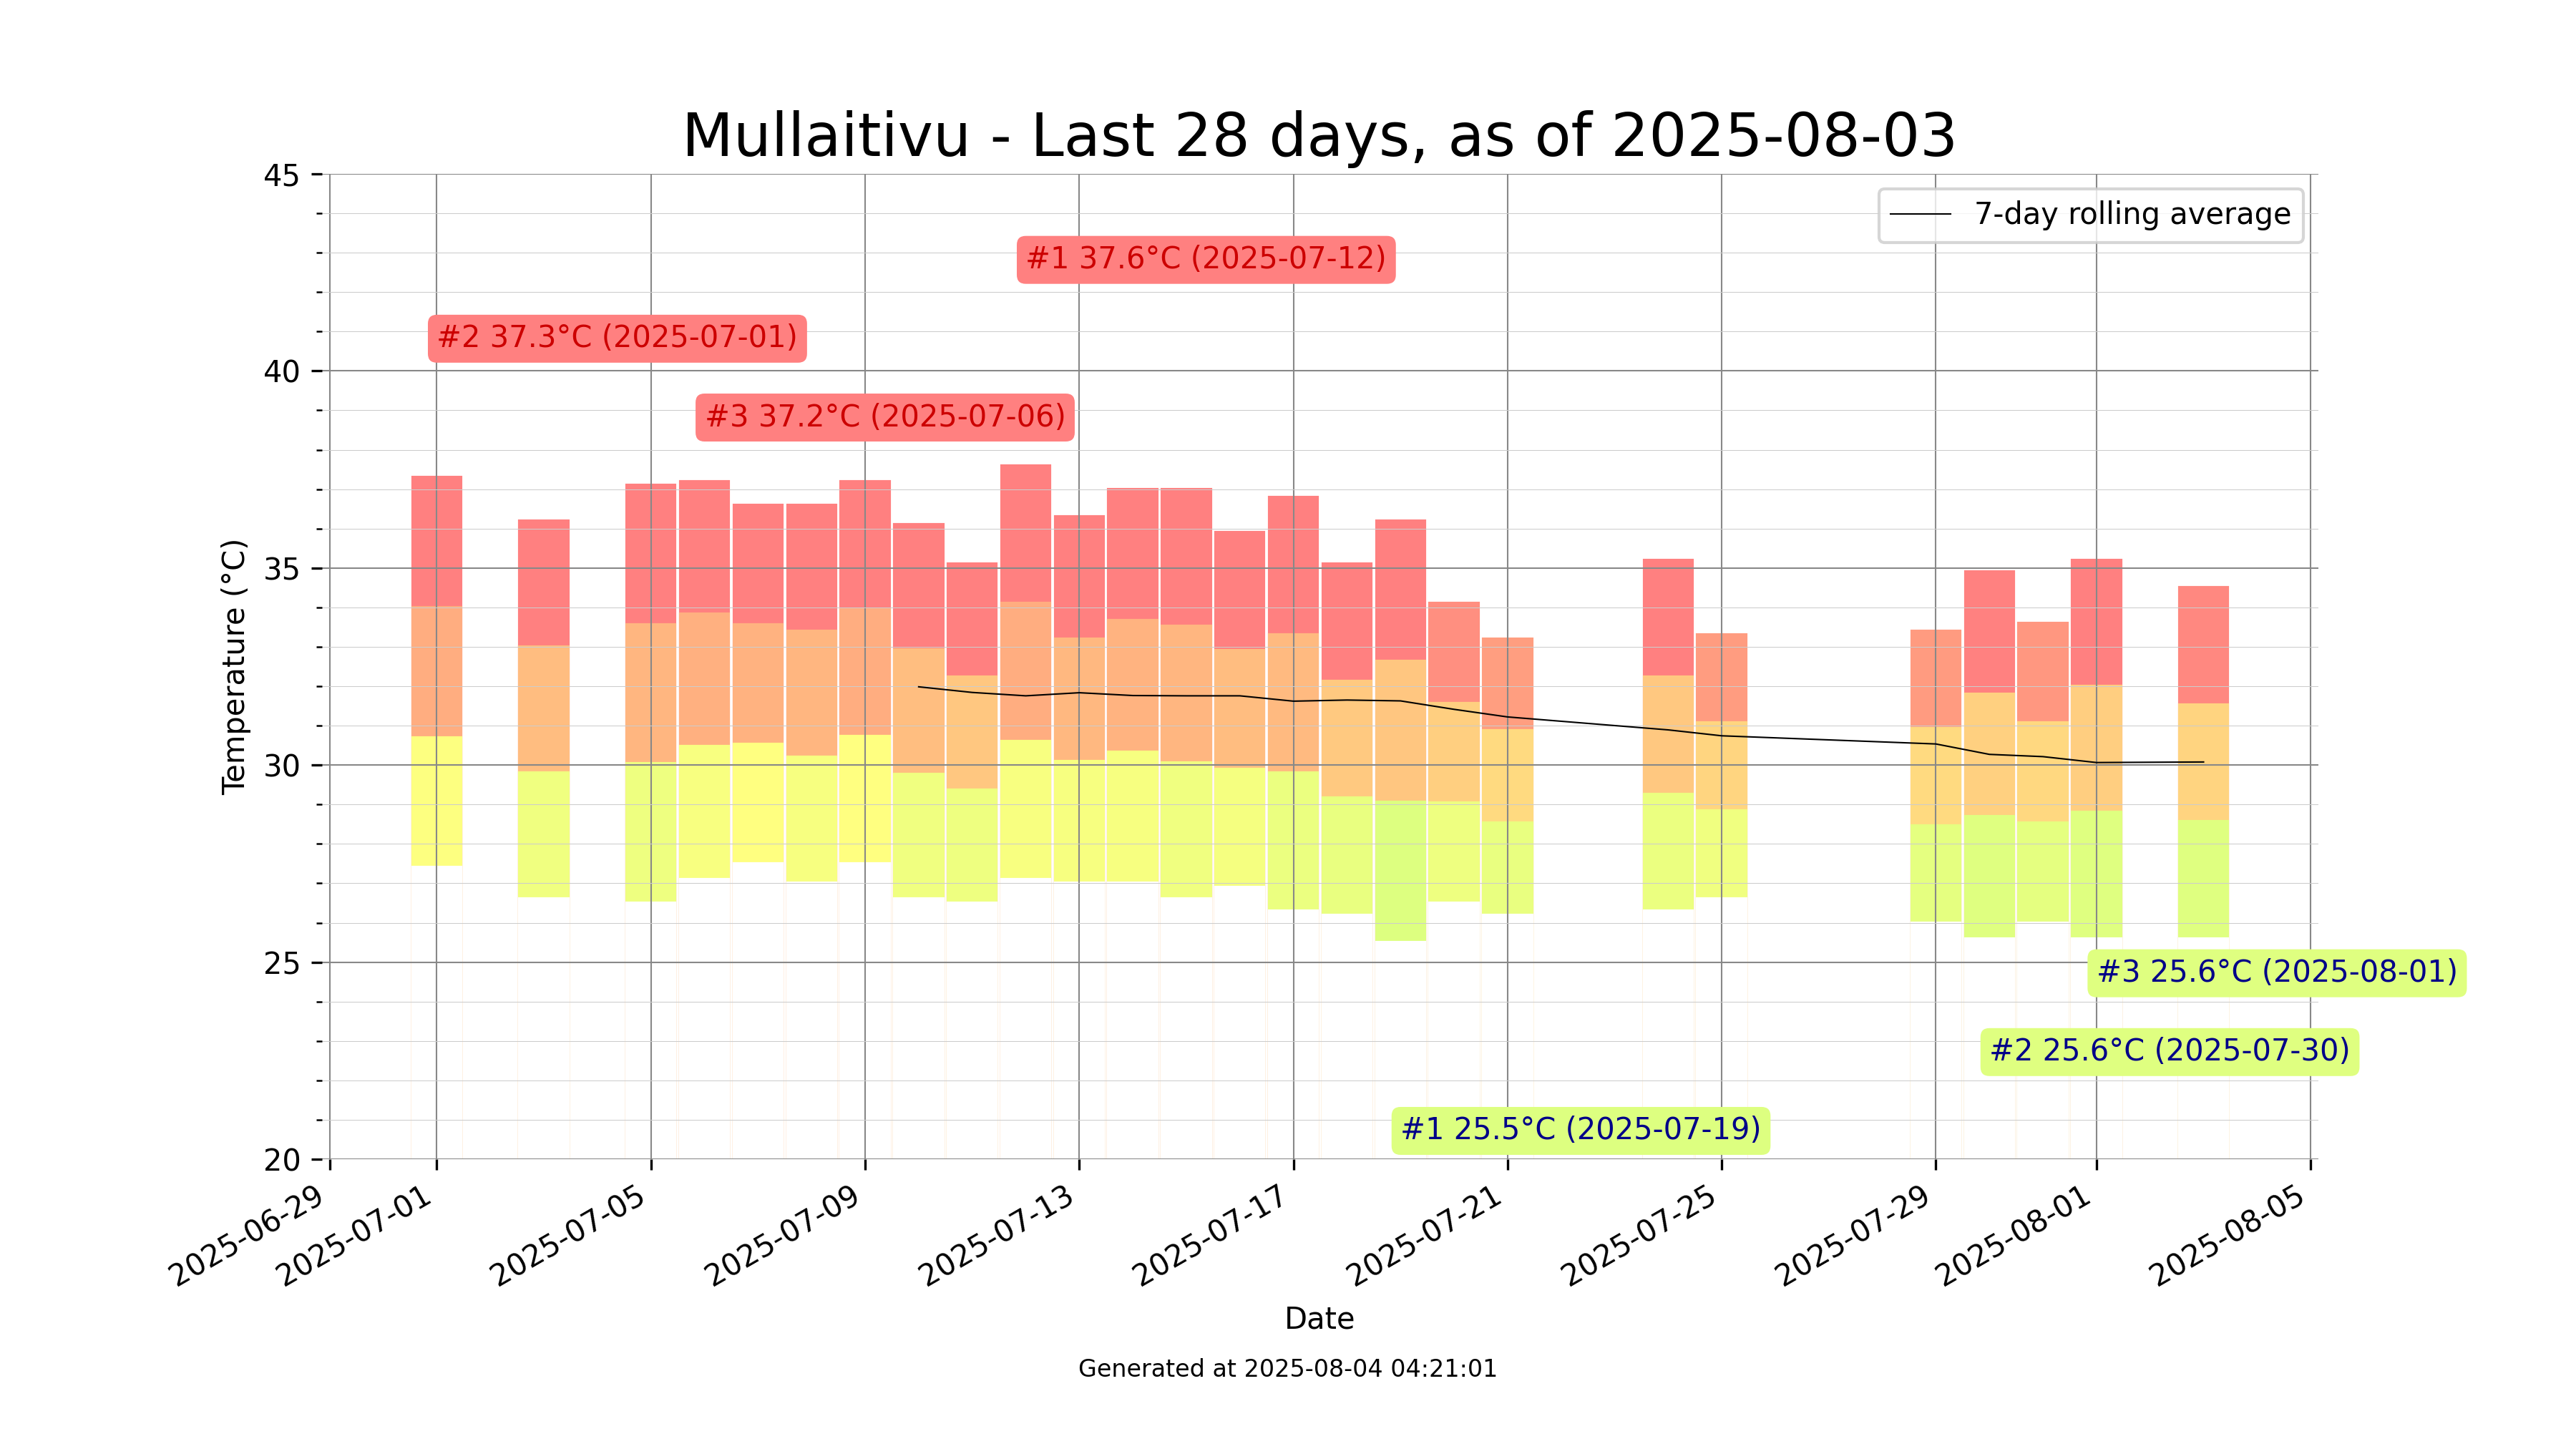 Mullaitivu - Last 28 days, as of 2025-08-03
7-day rolling average
#1 37.6°C (2025-07-12)
#2 37.3°C (2025-07-01)
#3 37.2°C (2025-07-06)
#3 25.6°C (2025-08-01)
#2 25.6°C (2025-07-30)
#1 25.5°C (2025-07-19)
Temperature (°C)
45
40
35
30
25
20
2025-06-29
2025-07-01
2025-07-05
2025-07-09
2025-07-13
2025-07-17
2025-07-21
2025-07-25
2025-07-29
2025-08-01
2025-08-05
Date
Generated at 2025-08-04 04:21:01